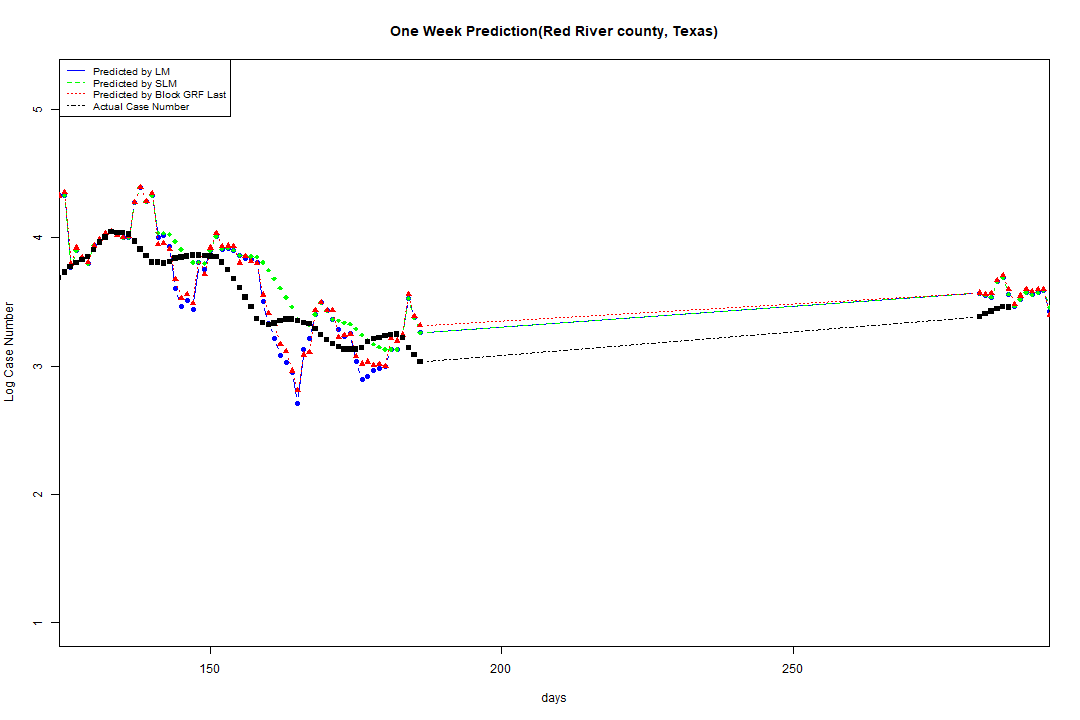 One Week Prediction(Red River county, Texas)
Predicted by LM
Predicted by SLM
Predicted by Block GRF Last
Actual Case Number
5
4
3
2
1
Log Case Number
150
200
250
days